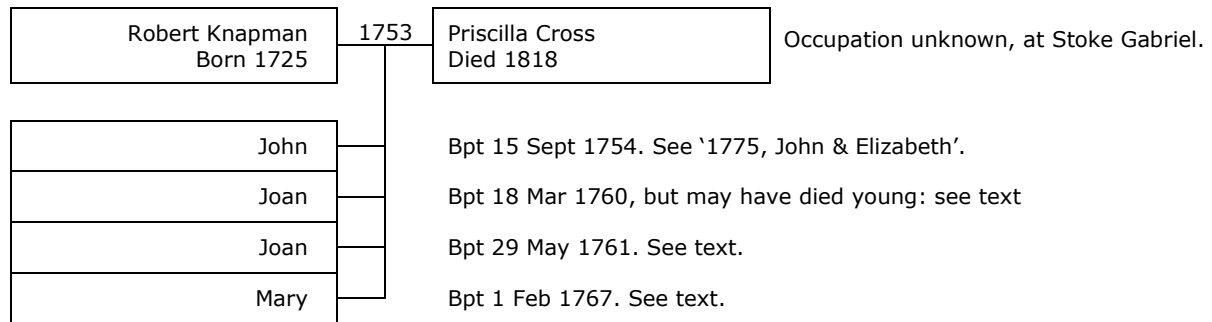 Robert Knapman
Born 1725
1753
Priscilla Cross
Died 1818
Occupation unknown, at Stoke Gabriel.
John
Bpt 15 Sept 1754. See ‘1775, John & Elizabeth’.
Joan
Bpt 18 Mar 1760, but may have died young: see text
Joan
Bpt 29 May 1761. See text.
Mary
Bpt 1 Feb 1767. See text.